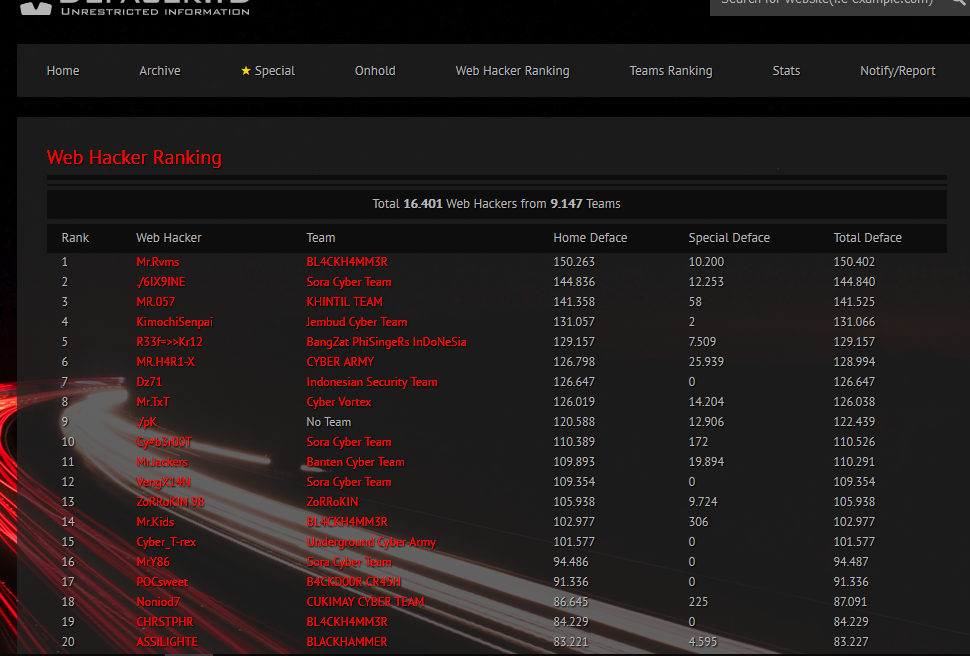 UNRESTRICTED INFORMATION
Search for website(i.e example.com)
Home Archive ★ Special Onhold Web Hacker Ranking Teams Ranking Stats Notify/Report
Web Hacker Ranking
Total 16.401 Web Hackers from 9.147 Teams
Rank Web Hacker Team Home Deface Special Deface Total Deface
1 Mr.Rvms BL4CKH4MM3R 150.263 10.200 150.402
2 ./6IX9INE Sora Cyber Team 144.836 12.253 144.840
3 MR.057 KHINTIL TEAM 141.358 58 141.525
4 KimochiSenpai Jembud Cyber Team 131.057 2 131.066
5 R33f=>>Kr12 Bang2at PhiSingeRs InDoNeSia 129.157 7.509 129.157
6 MR.H4R1-X CYBER ARMY 126.798 25.939 128.994
7 Dz71 Indonesian Security Team 126.647 0 126.647
8 Mr.TxT Cyber Vortex 126.019 14.204 126.038
9 ./pK No Team 120.588 12.906 122.439
10 Sora Cyber Team 110.389 172 110.526
11 Mr.Jackers Banten Cyber Team 109.893 19.894 110.291
12 VengX14N Sora Cyber Team 109.354 0 109.354
13 ZoRRoKIN 98 ZoRRoKIN 105.938 9.724 105.938
14 Mr.Kids BL4CKH4MM3R 102.977 306 102.977
15 Cyber_T-rex Underground Cyber Army 101.577 0 101.577
16 MrY86 Sora Cyber Team 94.486 0 94.487
17 POCsweet B4CKD00R CR45H 91.336 0 91.336
18 Noniod7 CUKIMAY CYBER TEAM 86.645 225 87.091
19 CHRSTPHR BL4CKH4MM3R 84.229 0 84.229
20 ASSILIGHTE BLACKHAMMER 83.221 4.595 83.227